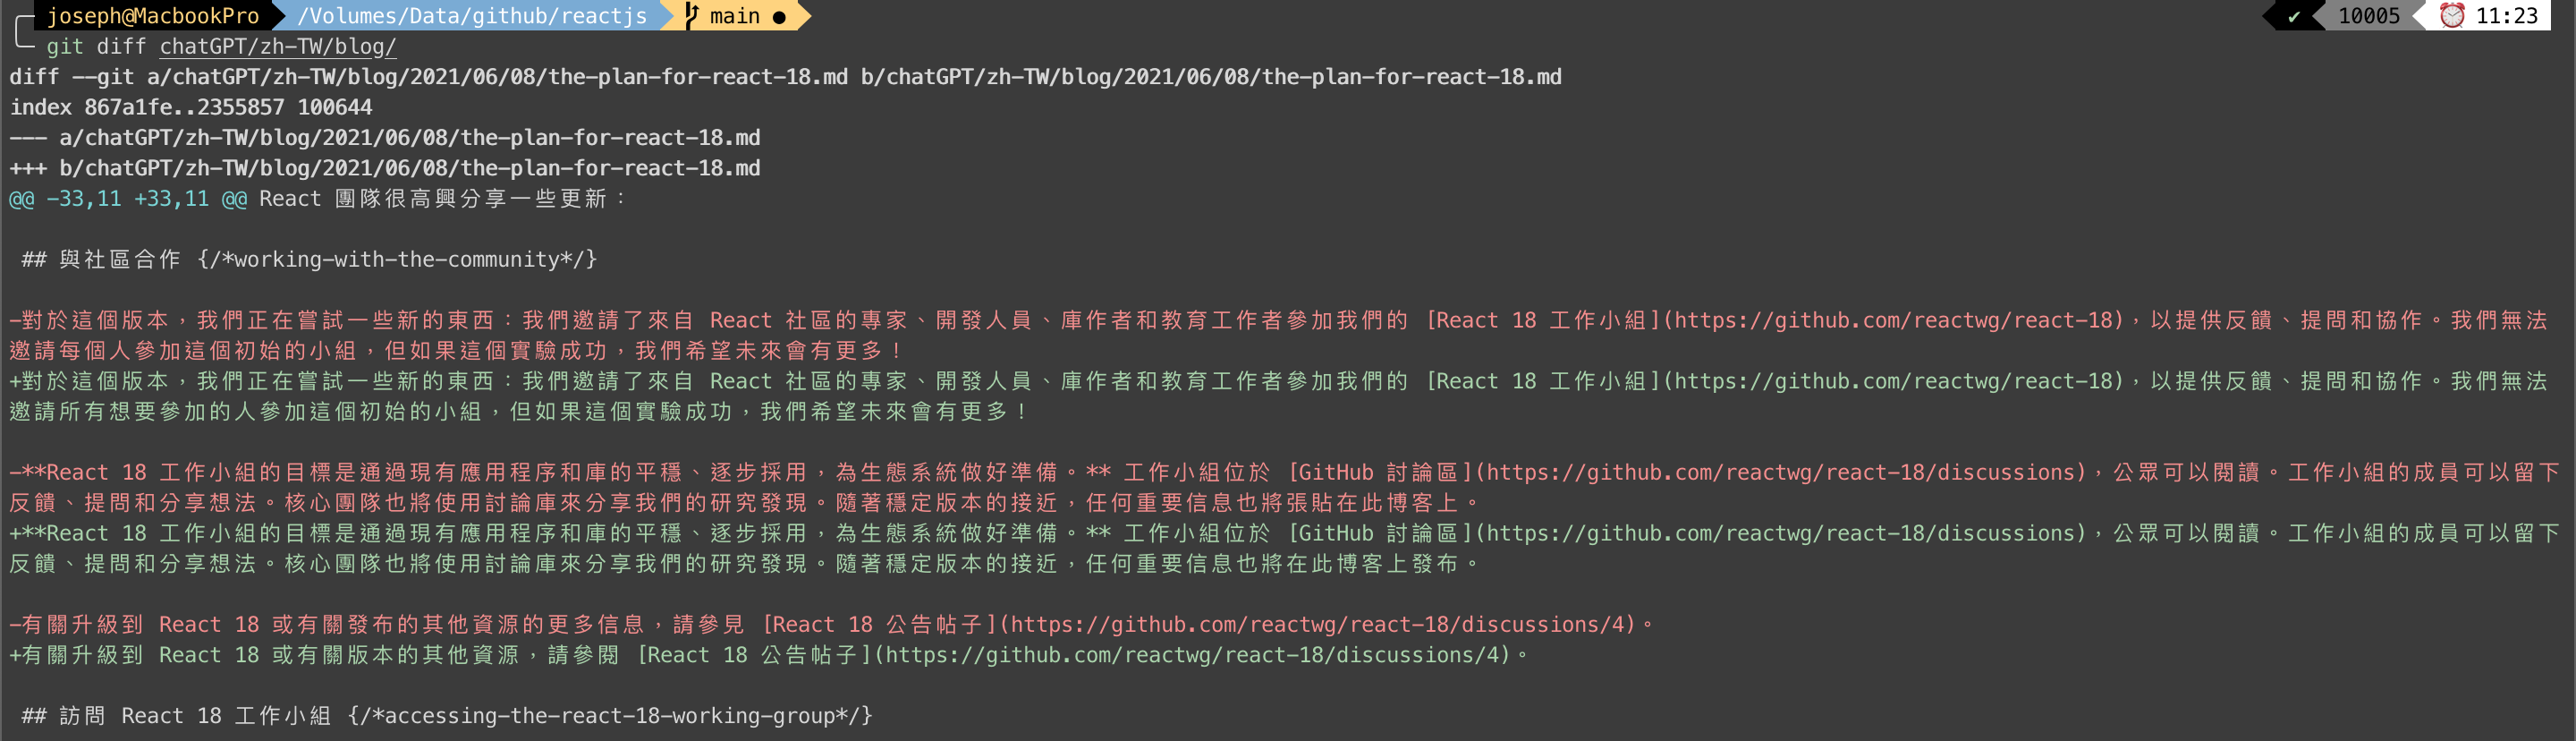 joseph@MacbookPro /Volumes/Data/github/reactjs main ● ✔ 10005 ⏰ 11:23
git diff chatGPT/zh-TW/blog/
diff --git a/chatGPT/zh-TW/blog/2021/06/08/the-plan-for-react-18.md b/chatGPT/zh-TW/blog/2021/06/08/the-plan-for-react-18.md
index 867a1fe..2355857 100644
--- a/chatGPT/zh-TW/blog/2021/06/08/the-plan-for-react-18.md
+++ b/chatGPT/zh-TW/blog/2021/06/08/the-plan-for-react-18.md
@@ -33,11 +33,11 @@ React 團隊很高興分享一些更新：
## 與社區合作 {/*working-with-the-community*/}
-對於這個版本，我們正在嘗試一些新的東西：我們邀請了來自 React 社區的專家、開發人員、庫作者和教育工作者參加我們的 [React 18 工作小組](https://github.com/reactwg/react-18)，以提供反饋、提問和協作。我們無法
邀請每個人參加這個初始的小組，但如果這個實驗成功，我們希望未來會有更多！
+對於這個版本，我們正在嘗試一些新的東西：我們邀請了來自 React 社區的專家、開發人員、庫作者和教育工作者參加我們的 [React 18 工作小組](https://github.com/reactwg/react-18)，以提供反饋、提問和協作。我們無法
邀請所有想要參加的人參加這個初始的小組，但如果這個實驗成功，我們希望未來會有更多！
-**React 18 工作小組的目標是通過現有應用程序和庫的平穩、逐步採用，為生態系統做好準備。** 工作小組位於 [GitHub 討論區](https://github.com/reactwg/react-18/discussions)，公眾可以閱讀。工作小組的成員可以留下
反饋、提問和分享想法。核心團隊也將使用討論庫來分享我們的研究發現。隨著穩定版本的接近，任何重要信息也將張貼在此博客上。
+**React 18 工作小組的目標是通過現有應用程序和庫的平穩、逐步採用，為生態系統做好準備。** 工作小組位於 [GitHub 討論區](https://github.com/reactwg/react-18/discussions)，公眾可以閱讀。工作小組的成員可以留下
反饋、提問和分享想法。核心團隊也將使用討論庫來分享我們的研究發現。隨著穩定版本的接近，任何重要信息也將在此博客上發布。
-有關升級到 React 18 或有關發布的其他資源的更多信息，請參見 [React 18 公告帖子](https://github.com/reactwg/react-18/discussions/4)。
+有關升級到 React 18 或有關版本的其他資源，請參閱 [React 18 公告帖子](https://github.com/reactwg/react-18/discussions/4)。
## 訪問 React 18 工作小組 {/*accessing-the-react-18-working-group*/}